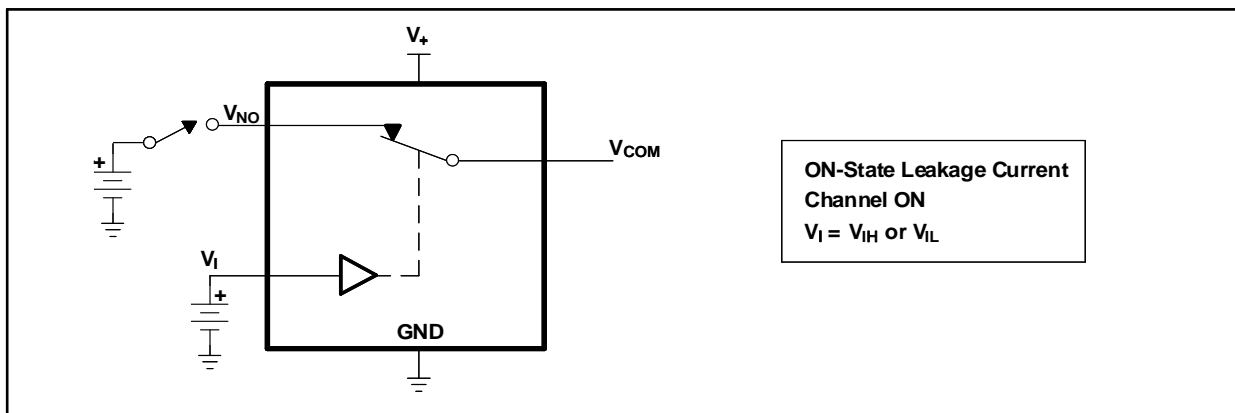 V+
VNO
+
VCOM
ON-State Leakage Current
Channel ON
VI = VIH or VIL
VI
+
GND